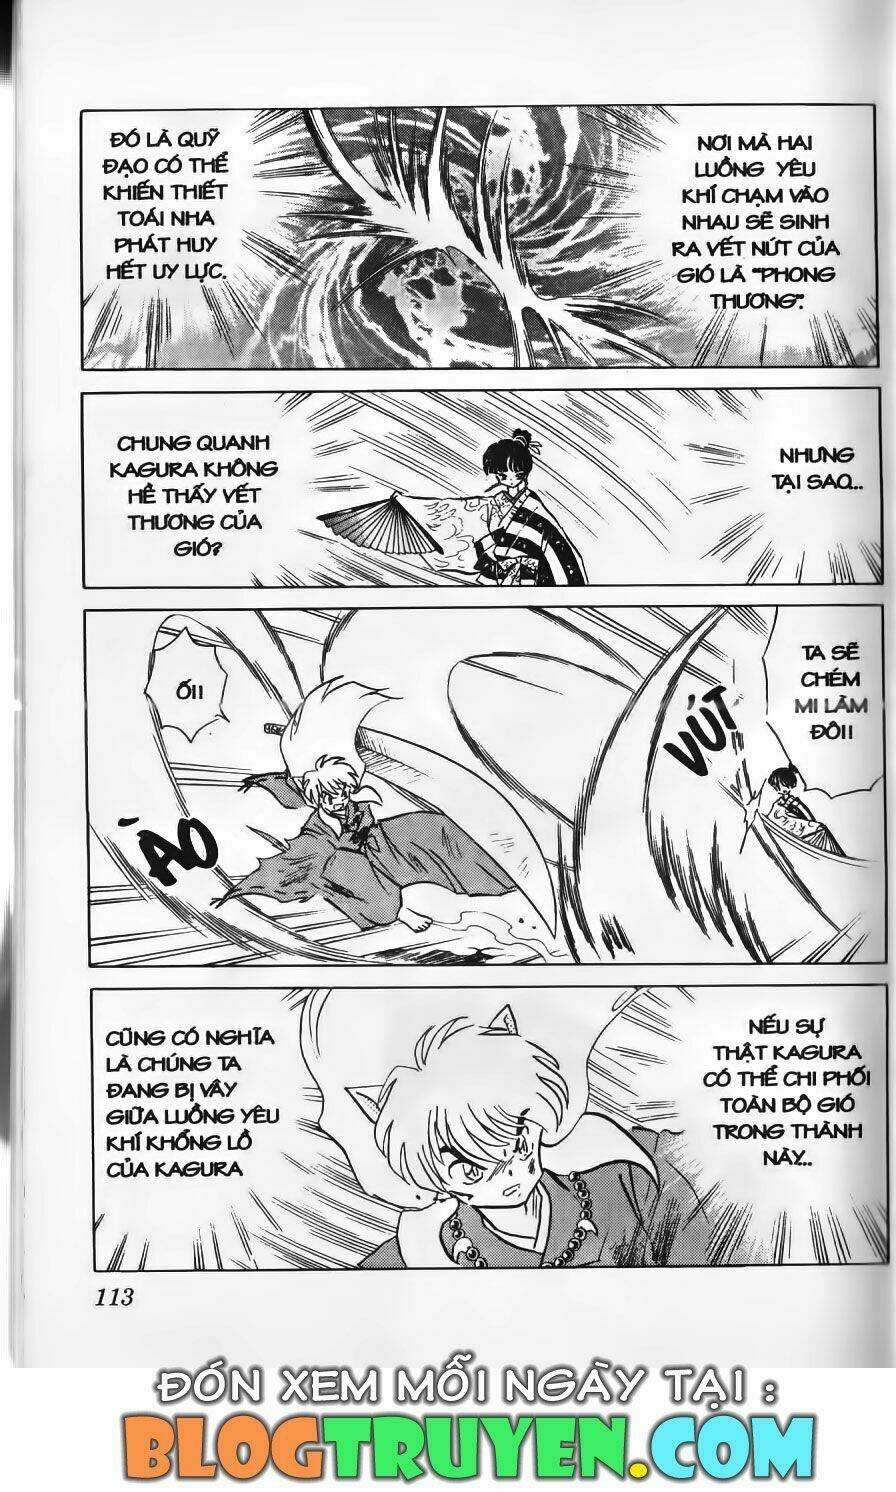 NƠI MÀ HAI
LUỒNG YÊU
KHÍ CHẠM VÀO
NHAU SẼ SINH
RA VẾT NỨT CỦA
GIÓ LÀ "PHONG
THƯƠNG".
ĐÓ LÀ QUỸ
ĐẠO CÓ THỂ
KHIẾN THIẾT
TOÁI NHA
PHÁT HUY
HẾT UY LỰC.
NHƯNG
TẠI SAO...
CHUNG QUANH
KAGURA KHÔNG
HỀ THẤY VẾT
THƯƠNG CỦA
GIÓ?
TA SẼ
CHÉM
MI LÀM
ĐÔI!
VÚT
ỐI!
ÀO
NẾU SỰ
THẬT KAGURA
CÓ THỂ CHI PHỐI
TOÀN BỘ GIÓ
TRONG THÀNH
NÀY...
CŨNG CÓ NGHĨA
LÀ CHÚNG TA
ĐANG BỊ VÂY
GIỮA LUỒNG YÊU
KHÍ KHỔNG LỒ
CỦA KAGURA
113
ĐÓN XEM MỖI NGÀY TẠI :
BLOGTRUYEN.COM